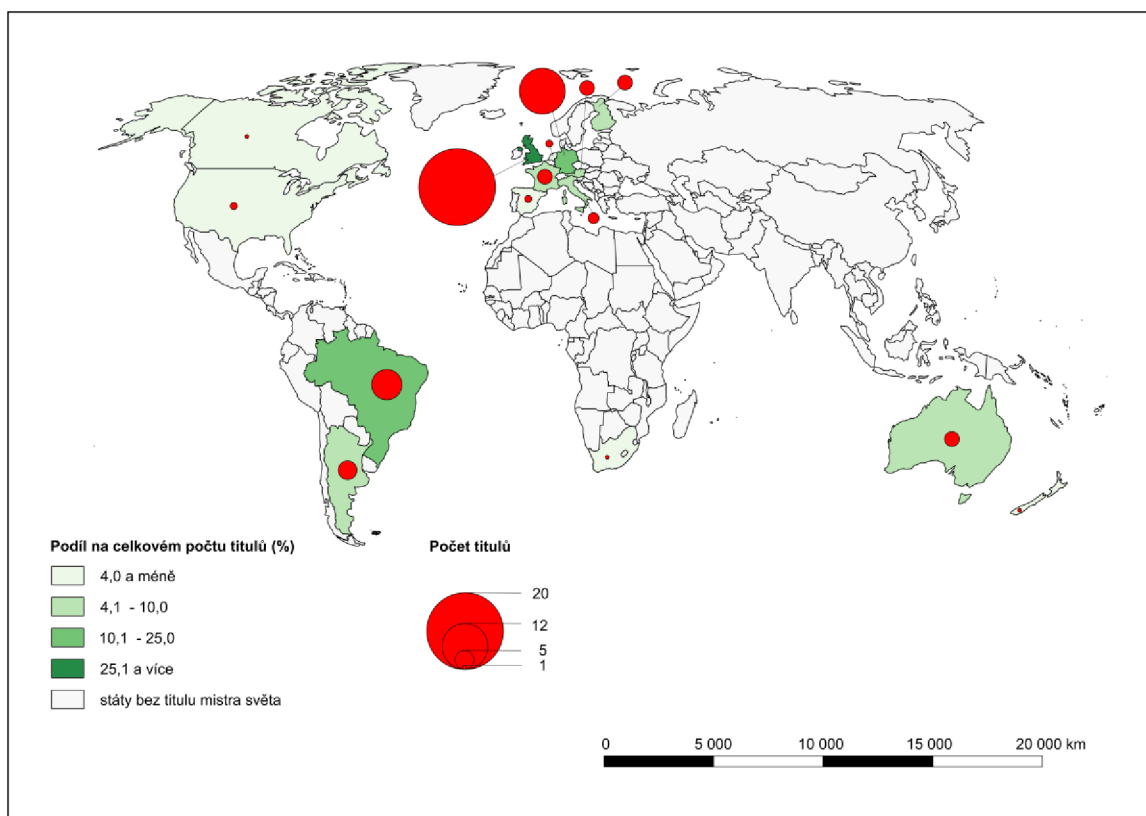 Podíl na celkovém počtu titulů (%)
4,0 a méně
4,1 - 10,0
10,1 - 25,0
25,1 a více
státy bez titulu mistra světa
Počet titulů
20
12
5
1
0 5 000 10 000 15 000 20 000 km